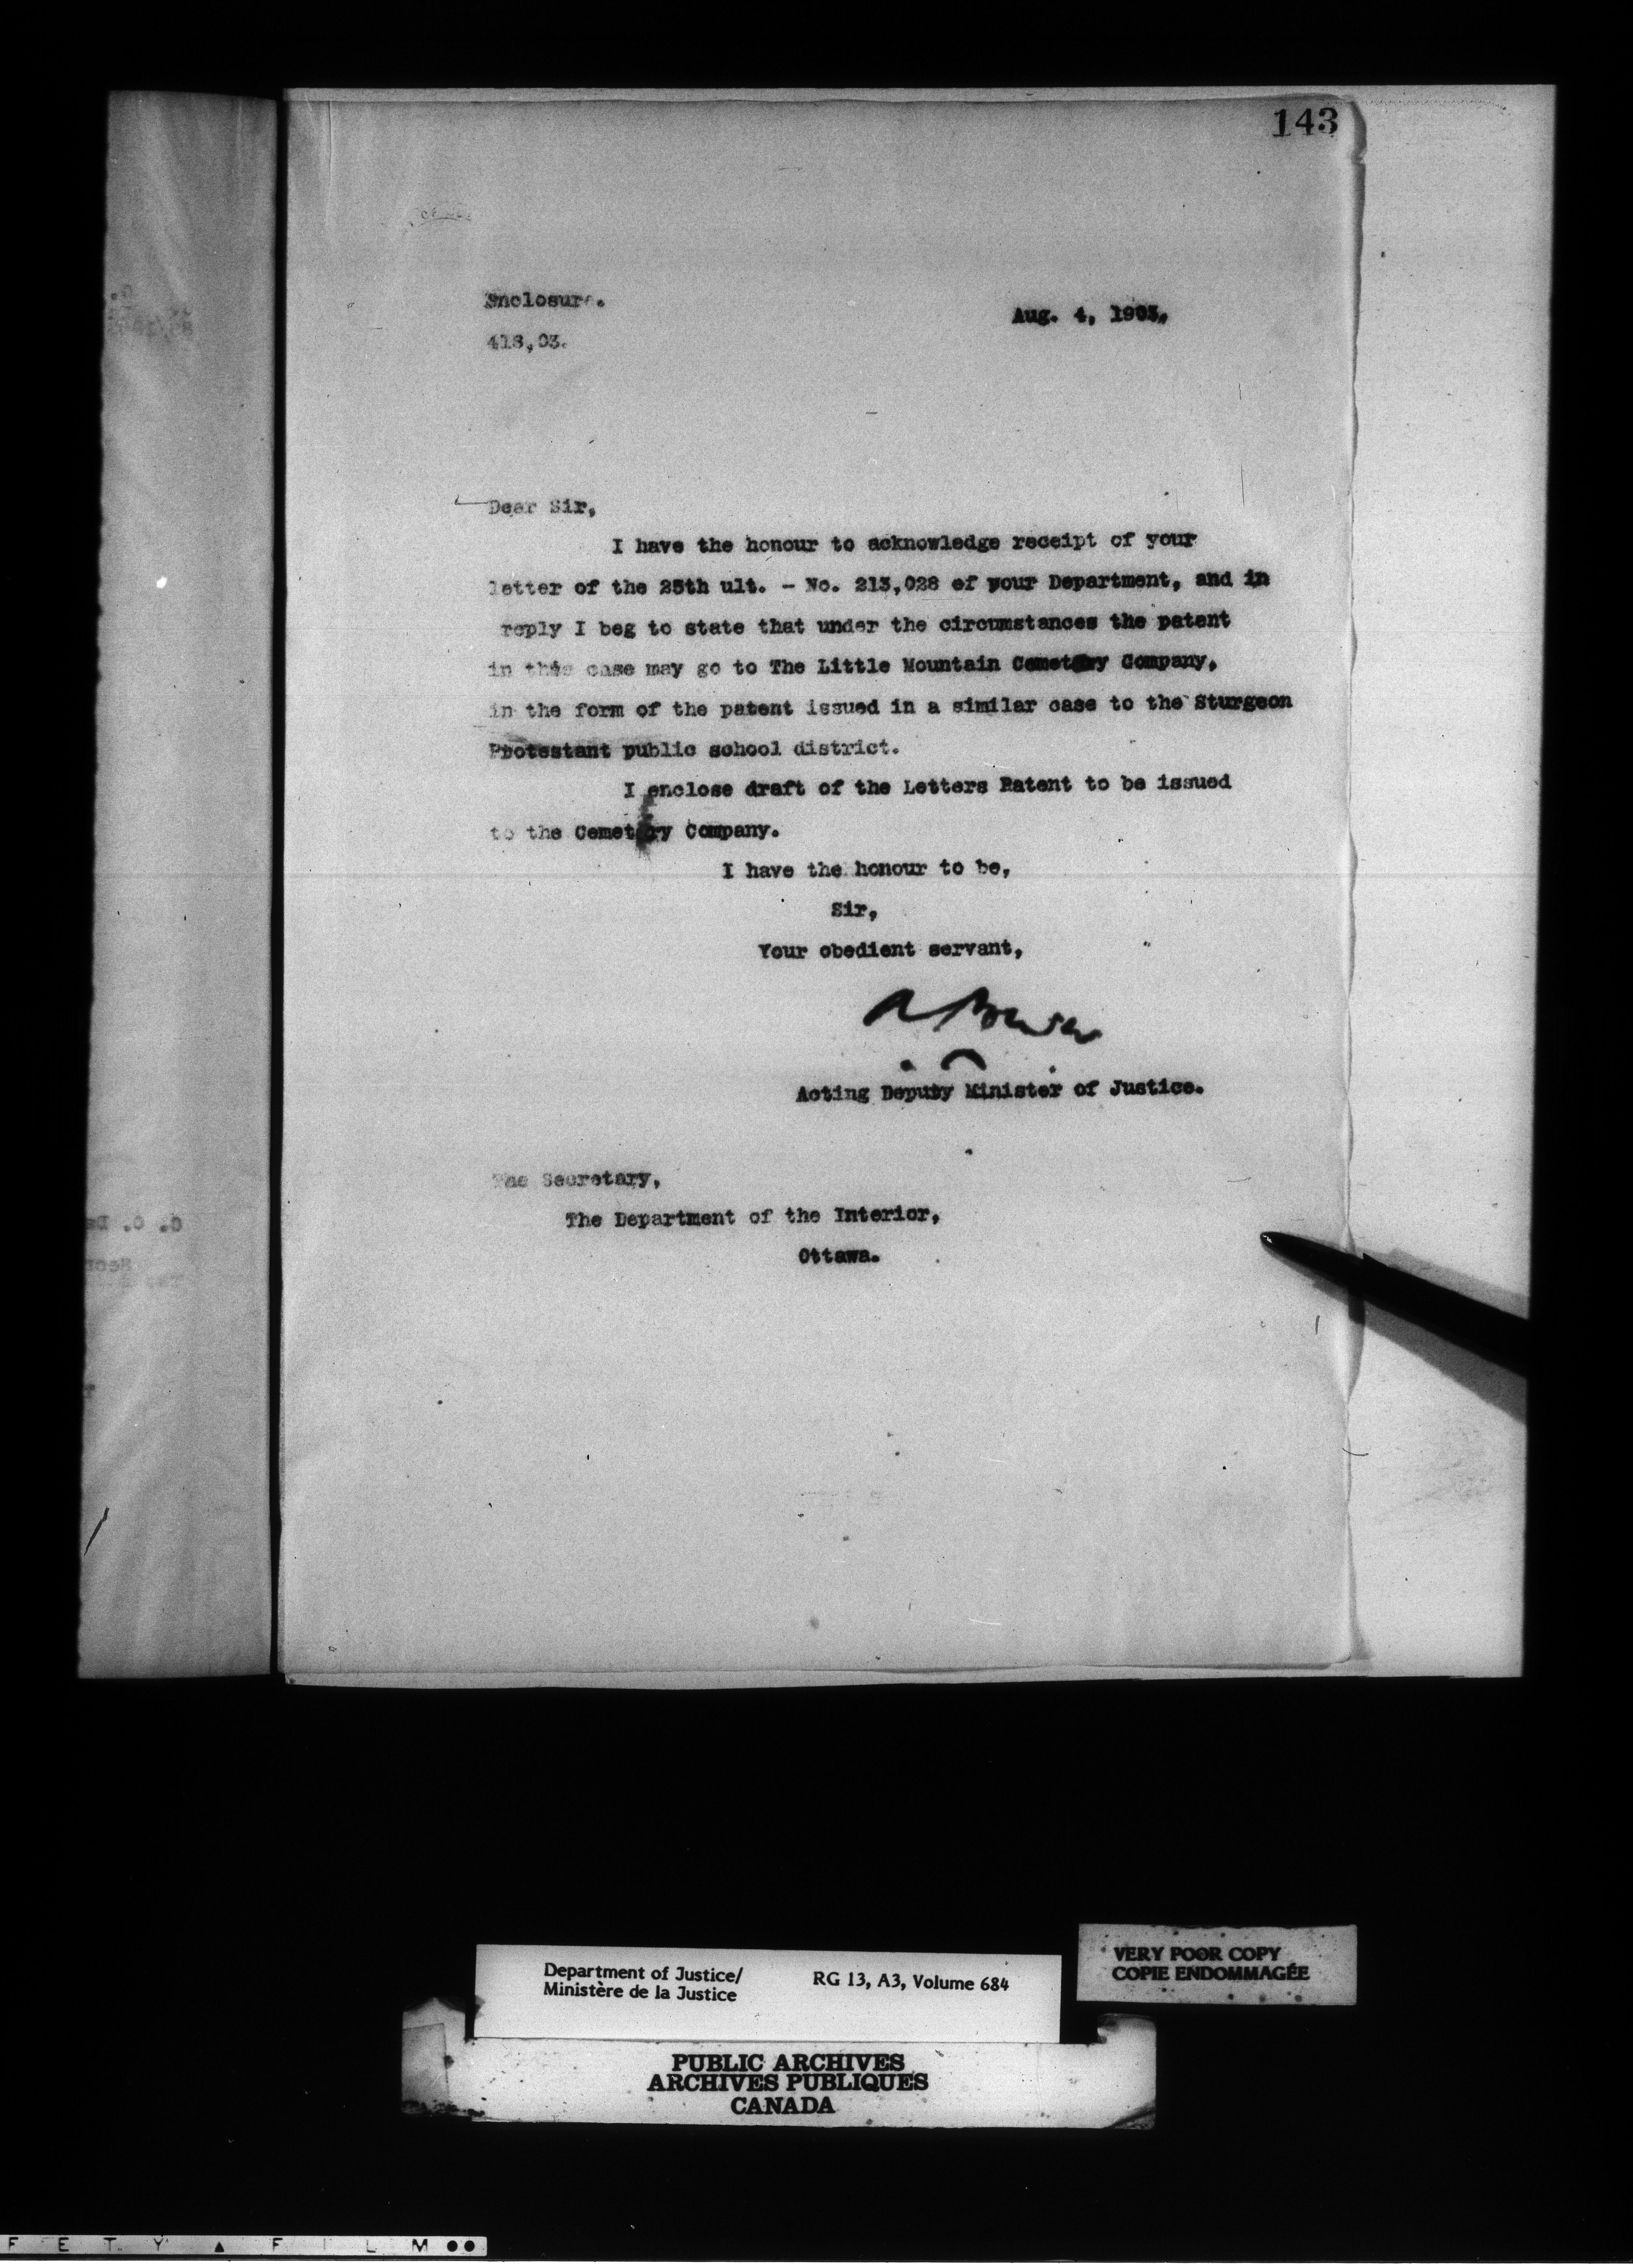 143
Enclosure.
Aug. 4, 1903,
418,03.
Dear Sir,
I have the honour to acknowledge receipt of your
letter of the 25th ult. - No. 213,028 of your Department, and in
reply I beg to state that under the circumstances the patent
in this case may go to The Little Mountain Cemetery Company,
in the form of the patent issued in a similar case to the Sturgeon
Protestant public school district.
I enclose draft of the Letters Patent to be issued
to the Cemetery Company.
I have the honour to be,
Sir,
Your obedient servant,
Acting Deputy Minister of Justice.
The Secretary,
The Department of the Interior,
Ottawa.
Department of Justice/
Ministère de la Justice
RG 13, A3, Volume 684
VERY POOR COPY
COPIE ENDOMMAGÉE
PUBLIC ARCHIVES
ARCHIVES PUBLIQUES
CANADA
F E T Y ▲ F I L M ●●